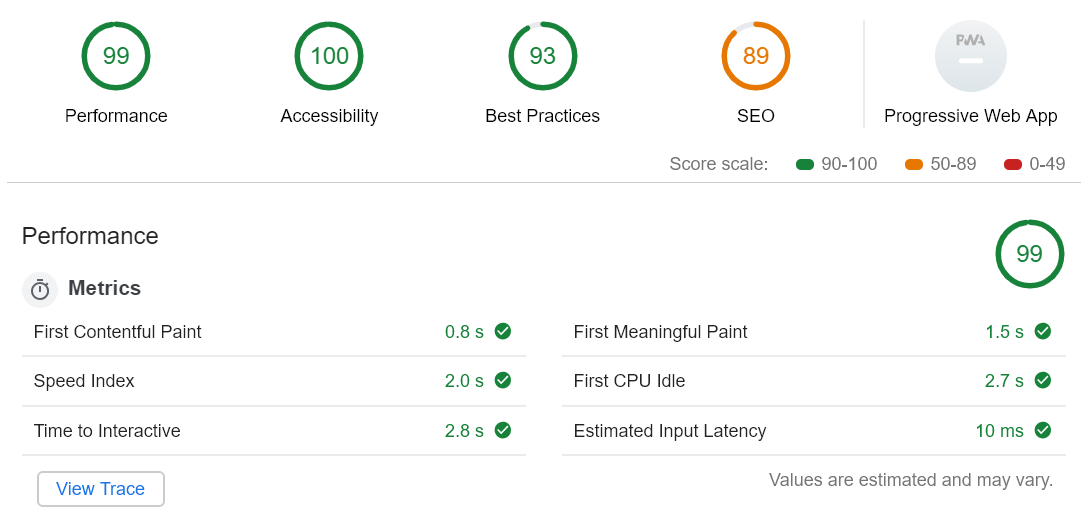 99 100 93 89 PWA
Performance Accessibility Best Practices SEO Progressive Web App
Score scale: 90-100 50-89 0-49
Performance 99
Metrics
First Contentful Paint 0.8 s First Meaningful Paint 1.5 s
Speed Index 2.0 s First CPU Idle 2.7 s
Time to Interactive 2.8 s Estimated Input Latency 10 ms
View Trace Values are estimated and may vary.